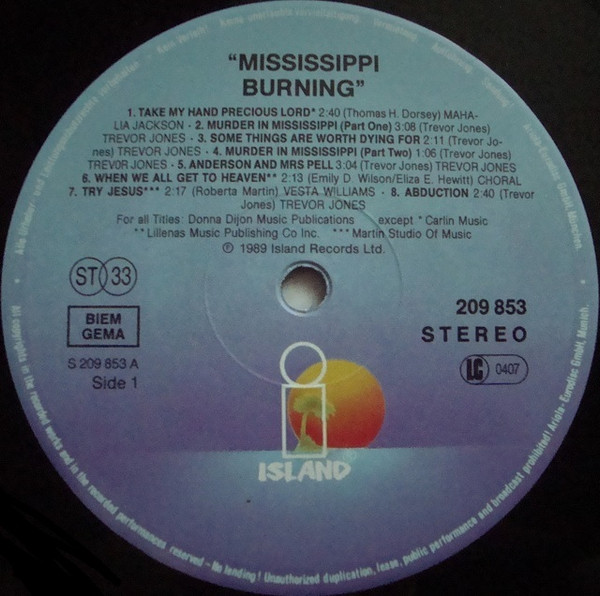 "MISSISSIPPI
BURNING"
1. TAKE MY HAND PRECIOUS LORD* 2:40 (Thomas H. Dorsey) MAHA-
LIA JACKSON · 2. MURDER IN MISSISSIPPI (Part One) 3:08 (Trevor Jones)
TREVOR JONES · 3. SOME THINGS ARE WORTH DYING FOR 2:11 (Trevor Jo-
nes) TREVOR JONES · 4. MURDER IN MISSISSIPPI (Part Two) 1:06 (Trevor Jones)
TREVOR JONES · 5. ANDERSON AND MRS PELL 3:04 (Trevor Jones) TREVOR JONES
6. WHEN WE ALL GET TO HEAVEN** · 2:13 (Emily D. Wilson/Eliza E. Hewitt) CHORAL
7. TRY JESUS*** 2:17 (Roberta Martin) VESTA WILLIAMS · 8. ABDUCTION 2:40 (Trevor
Jones) TREVOR JONES
For all Titles: Donna Dijon Music Publications except * Carlin Music
**Lillenas Music Publishing Co Inc. ***Martin Studio Of Music
℗ 1989 Island Records Ltd.
ST 33
BIEM
GEMA
S 209 853 A
Side 1
209 853
STEREO
LC 0407
ISLAND
All copyrights in the recorded works and in the recorded performances reserved – No lending! Unauthorized duplication, lease, public performance and broadcast prohibited! Ariola-Eurodisc GmbH, Munich.